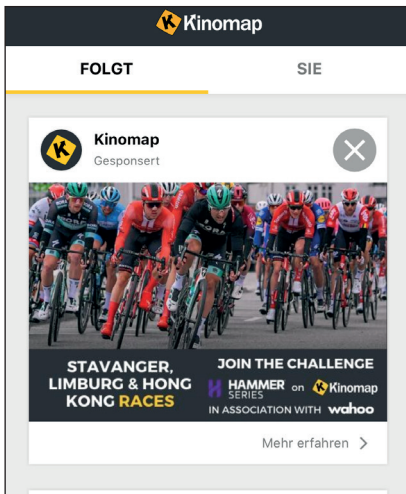 Kinomap
FOLGT
SIE
Kinomap
Gesponsert
STAVANGER,
LIMBURG & HONG
KONG RACES
JOIN THE CHALLENGE
HAMMER SERIES on Kinomap
IN ASSOCIATION WITH wahoo
Mehr erfahren >